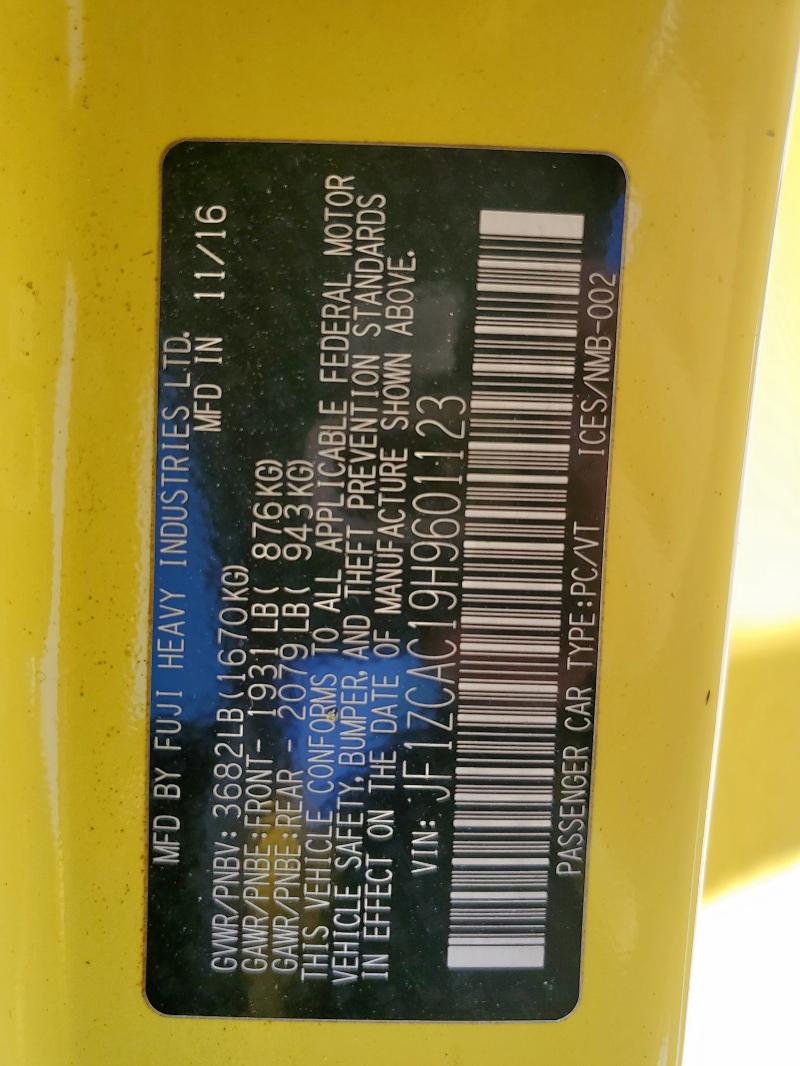 MFD BY FUJI HEAVY INDUSTRIES LTD.
MFD IN 11/16
GVWR/PNBV: 3682LB(1670KG)
GAWR/PNBE:FRONT- 1931LB( 876KG)
GAWR/PNBE:REAR - 2079LB( 943KG)
THIS VEHICLE CONFORMS TO ALL APPLICABLE FEDERAL MOTOR
VEHICLE SAFETY, BUMPER, AND THEFT PREVENTION STANDARDS
IN EFFECT ON THE DATE OF MANUFACTURE SHOWN ABOVE.
VIN: JF1ZCAC19H9601123
PASSENGER CAR TYPE:PC/VT ICES/NMB-002